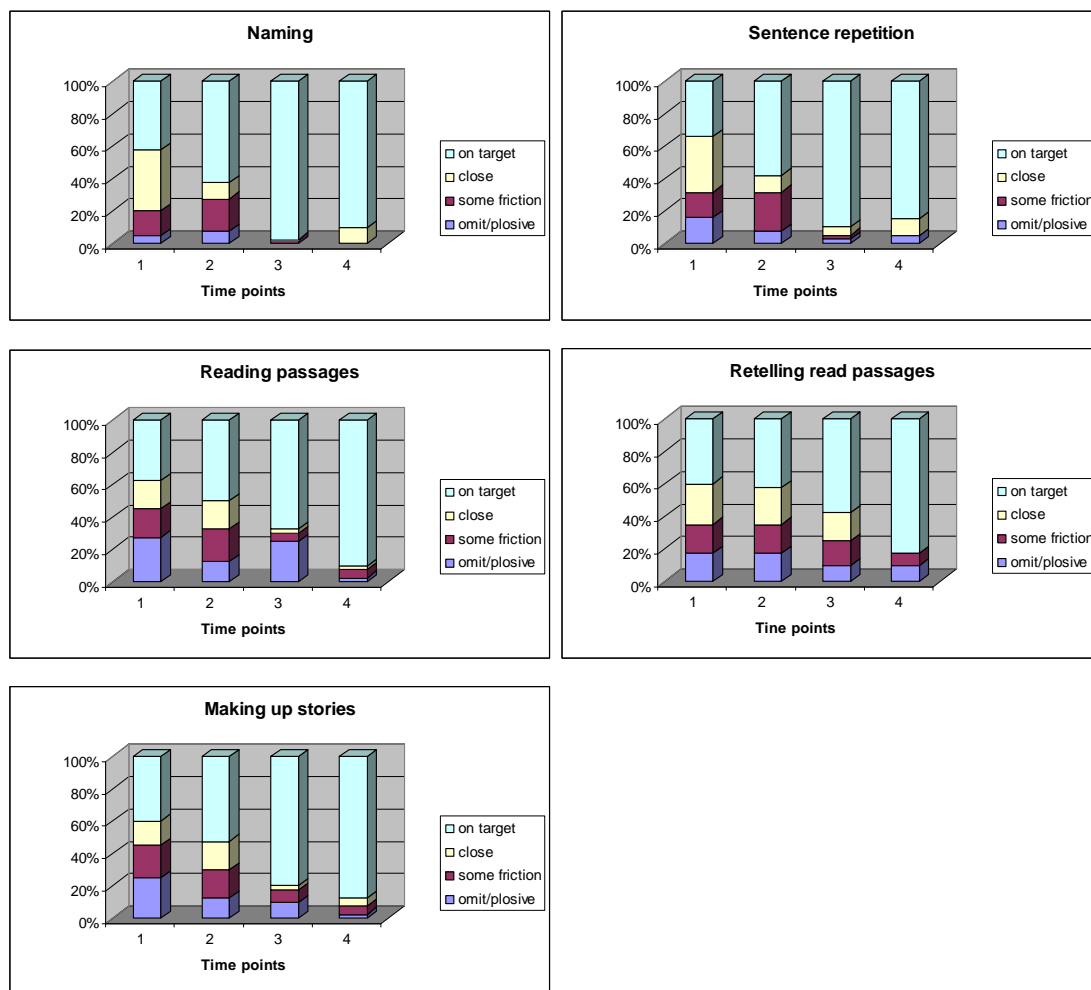 Naming
100%
80%
60%
40%
20%
0%
1 2 3 4
Time points
on target
close
some friction
omit/plosive
Sentence repetition
100%
80%
60%
40%
20%
0%
1 2 3 4
Time points
on target
close
some friction
omit/plosive
Reading passages
100%
80%
60%
40%
20%
0%
1 2 3 4
Time points
on target
close
some friction
omit/plosive
Retelling read passages
100%
80%
60%
40%
20%
0%
1 2 3 4
Tine points
on target
close
some friction
omit/plosive
Making up stories
100%
80%
60%
40%
20%
0%
1 2 3 4
Time points
on target
close
some friction
omit/plosive